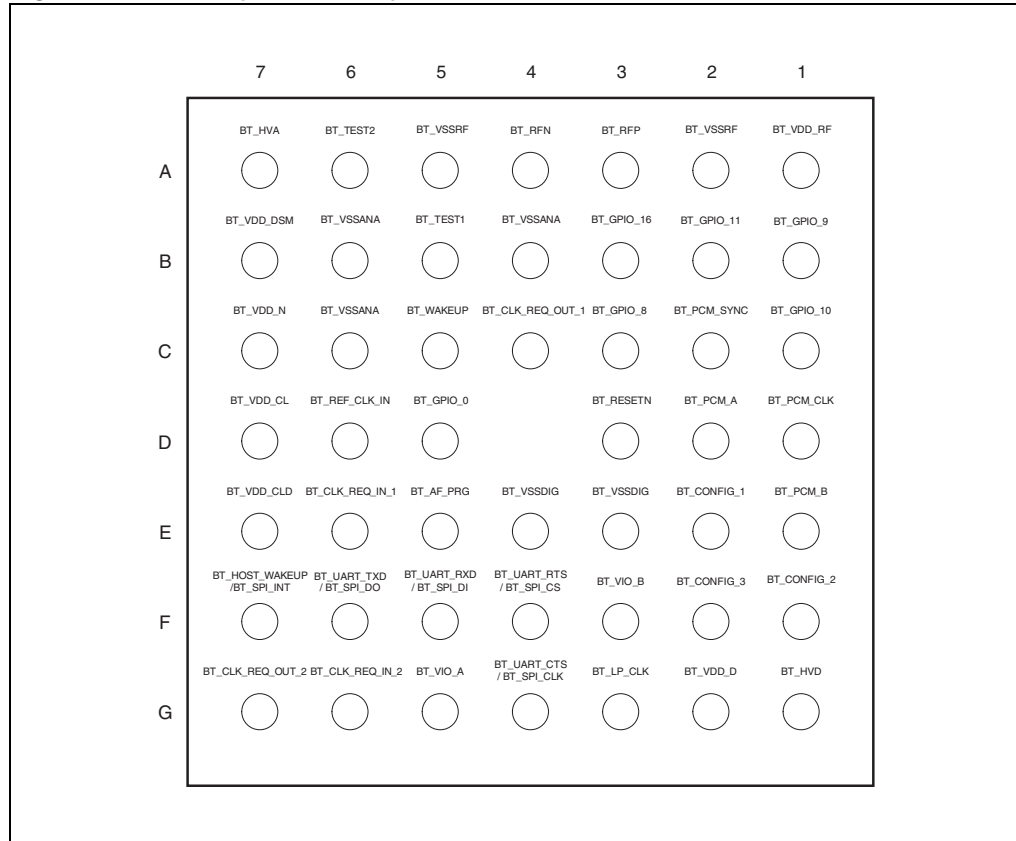 7 6 5 4 3 2 1
BT_HVA BT_TEST2 BT_VSSRF BT_RFN BT_RFP BT_VSSRF BT_VDD_RF
A
BT_VDD_DSM BT_VSSANA BT_TEST1 BT_VSSANA BT_GPIO_16 BT_GPIO_11 BT_GPIO_9
B
BT_VDD_N BT_VSSANA BT_WAKEUP BT_CLK_REQ_OUT_1 BT_GPIO_8 BT_PCM_SYNC BT_GPIO_10
C
BT_VDD_CL BT_REF_CLK_IN BT_GPIO_0 BT_RESETN BT_PCM_A BT_PCM_CLK
D
BT_VDD_CLD BT_CLK_REQ_IN_1 BT_AF_PRG BT_VSSDIG BT_VSSDIG BT_CONFIG_1 BT_PCM_B
E
BT_HOST_WAKEUP BT_UART_TXD BT_UART_RXD BT_UART_RTS BT_VIO_B BT_CONFIG_3 BT_CONFIG_2
/BT_SPI_INT / BT_SPI_DO / BT_SPI_DI / BT_SPI_CS
F
BT_CLK_REQ_OUT_2 BT_CLK_REQ_IN_2 BT_VIO_A BT_UART_CTS BT_LP_CLK BT_VDD_D BT_HVD
/ BT_SPI_CLK
G